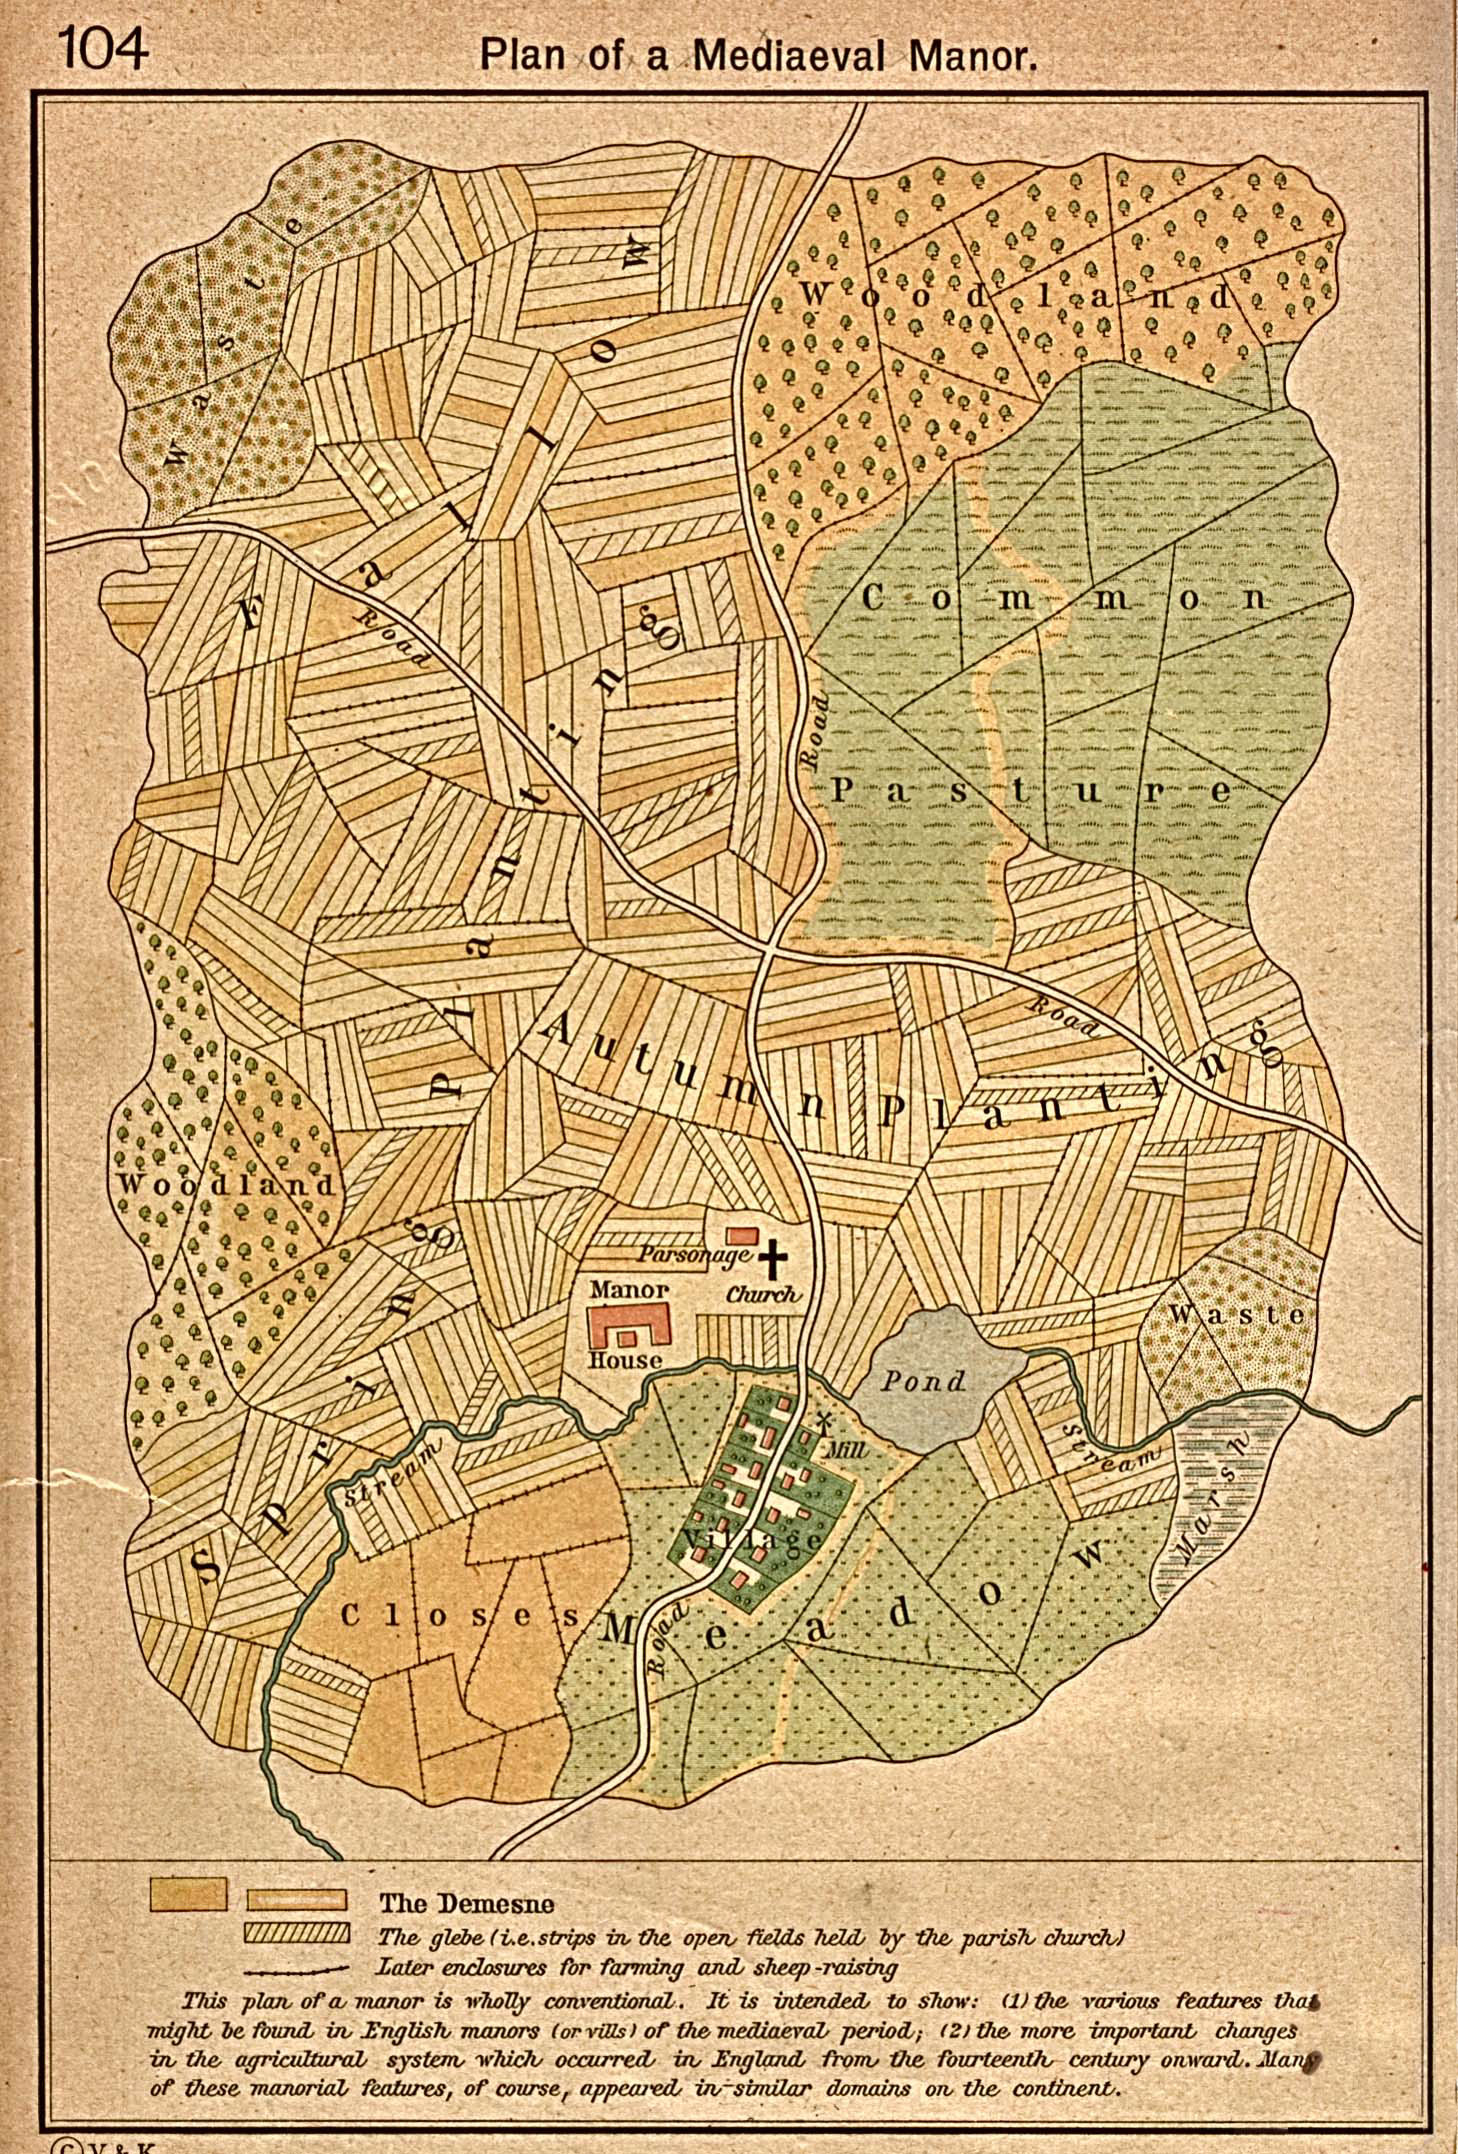 104
Plan of a Mediaeval Manor.
Waste
Fallow
Woodland
Road
Common
Road
Pasture
Spring Planting
Autumn Planting
Road
Woodland
Parsonage
Church
Manor
House
Waste
Pond
Stream
Mill
Stream
Marsh
Village
Closes
Meadow
Road
The Demesne
The glebe (i.e. strips in the open fields held by the parish church)
Later enclosures for farming and sheep-raising
This plan of a manor is wholly conventional. It is intended to show: (1) the various features that
might be found in English manors (or vills) of the mediaeval period; (2) the more important changes
in the agricultural system which occurred in England from the fourteenth century onward. Many
of these manorial features, of course, appeared in similar domains on the continent.
© V & K